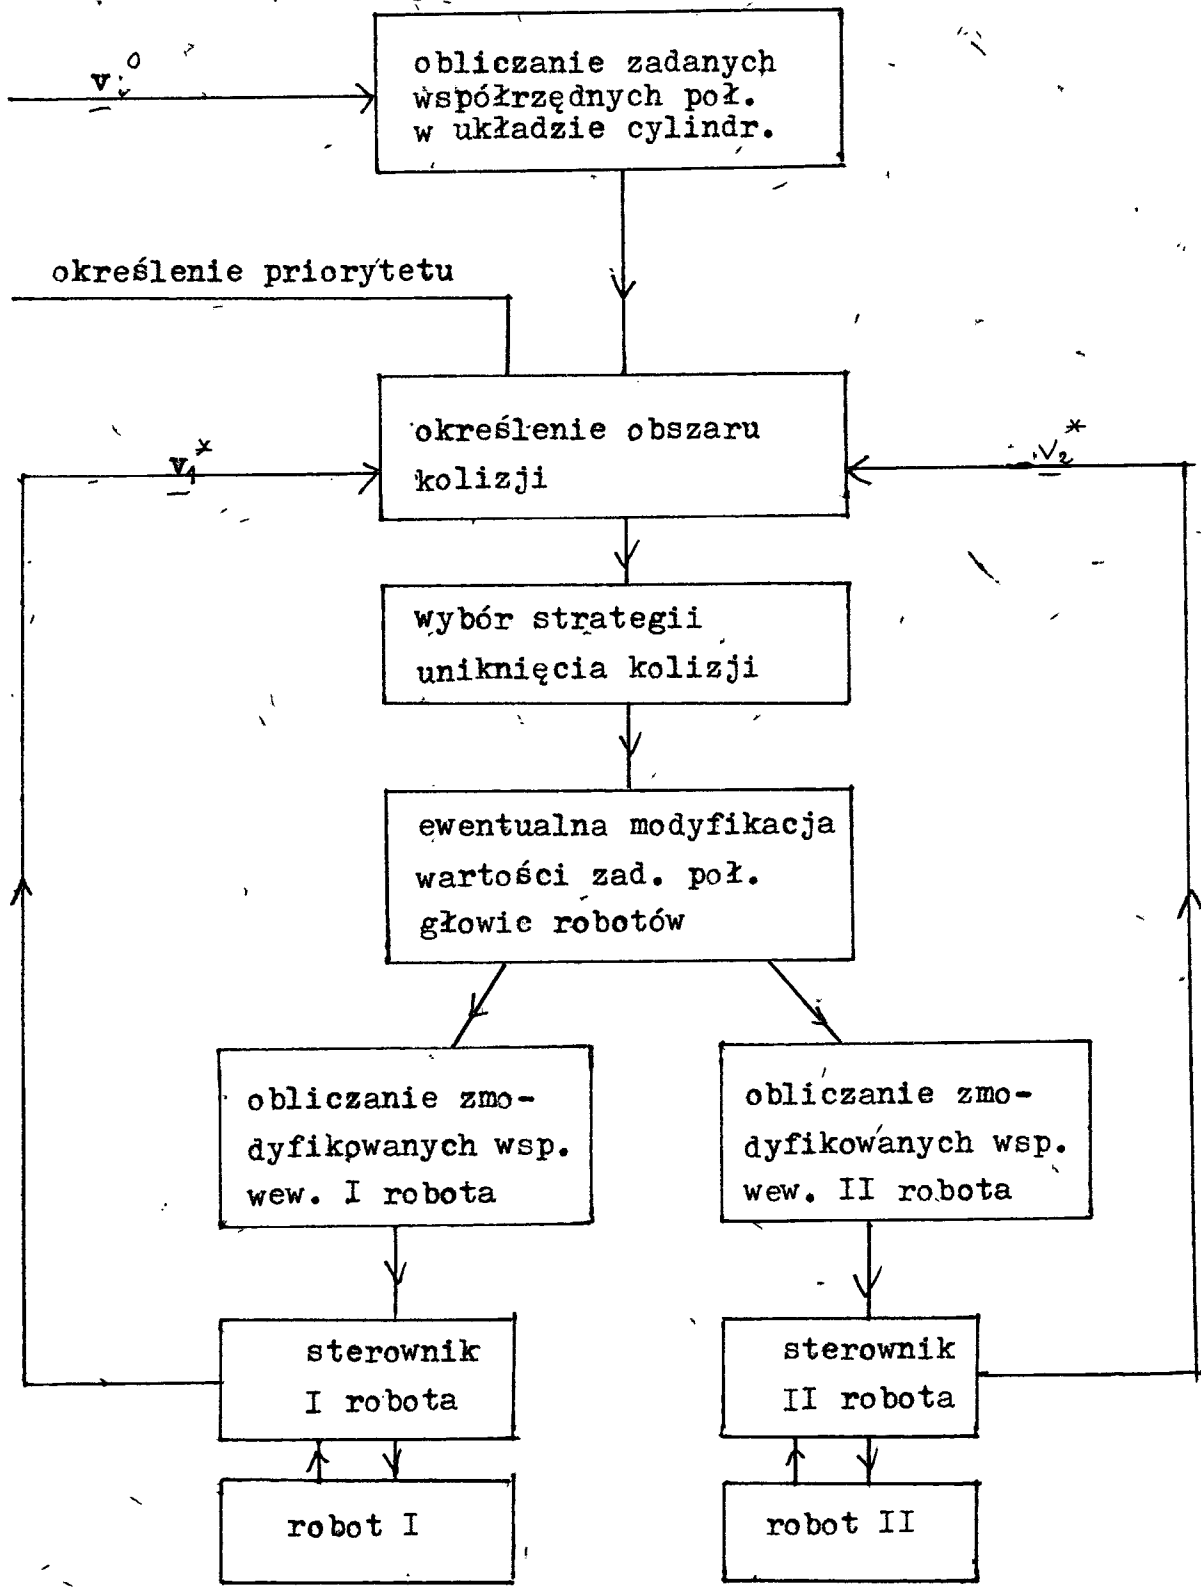 v⁰
obliczanie zadanych
współrzędnych poł.
w układzie cylindr.
określenie priorytetu
określenie obszaru
kolizji
v₁*
v₂*
wybór strategii
uniknięcia kolizji
ewentualna modyfikacja
wartości zad. poł.
głowic robotów
obliczanie zmo-
dyfikowanych wsp.
wew. I robota
obliczanie zmo-
dyfikowanych wsp.
wew. II robota
sterownik
I robota
sterownik
II robota
robot I
robot II